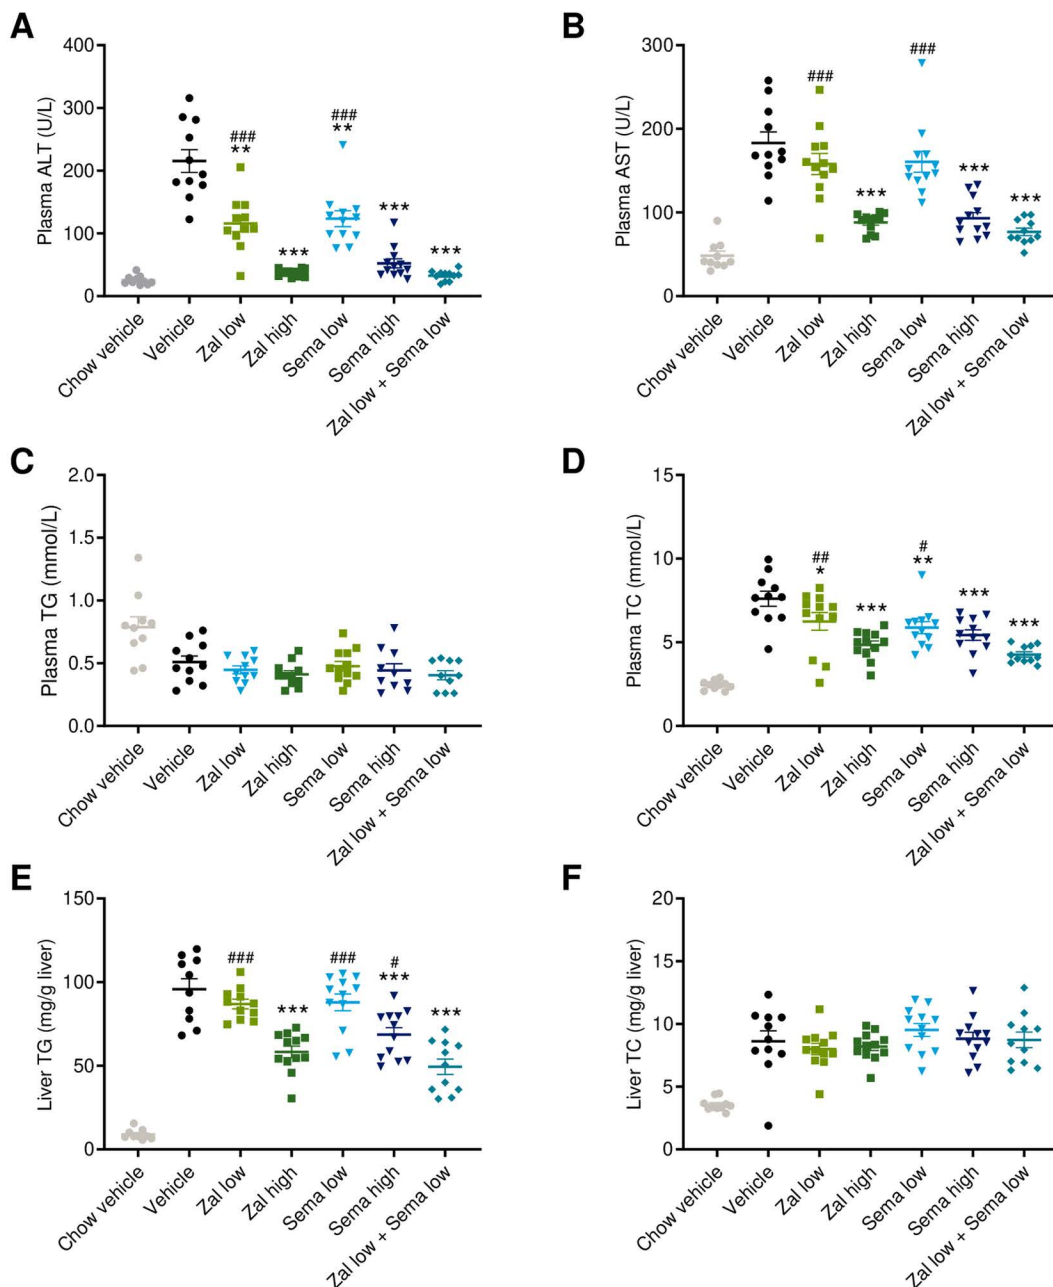 A
Plasma ALT (U/L)
400
300
200
100
0
###
**
***
###
**
***
***
Chow vehicle
Vehicle
Zal low
Zal high
Sema low
Sema high
Zal low + Sema low
B
Plasma AST (U/L)
300
200
100
0
###
***
###
***
***
Chow vehicle
Vehicle
Zal low
Zal high
Sema low
Sema high
Zal low + Sema low
C
Plasma TG (mmol/L)
2.0
1.5
1.0
0.5
0.0
Chow vehicle
Vehicle
Zal low
Zal high
Sema low
Sema high
Zal low + Sema low
D
Plasma TC (mmol/L)
15
10
5
0
##
*
***
#
**
***
***
Chow vehicle
Vehicle
Zal low
Zal high
Sema low
Sema high
Zal low + Sema low
E
Liver TG (mg/g liver)
150
100
50
0
###
***
###
#
***
***
Chow vehicle
Vehicle
Zal low
Zal high
Sema low
Sema high
Zal low + Sema low
F
Liver TC (mg/g liver)
20
15
10
5
0
Chow vehicle
Vehicle
Zal low
Zal high
Sema low
Sema high
Zal low + Sema low